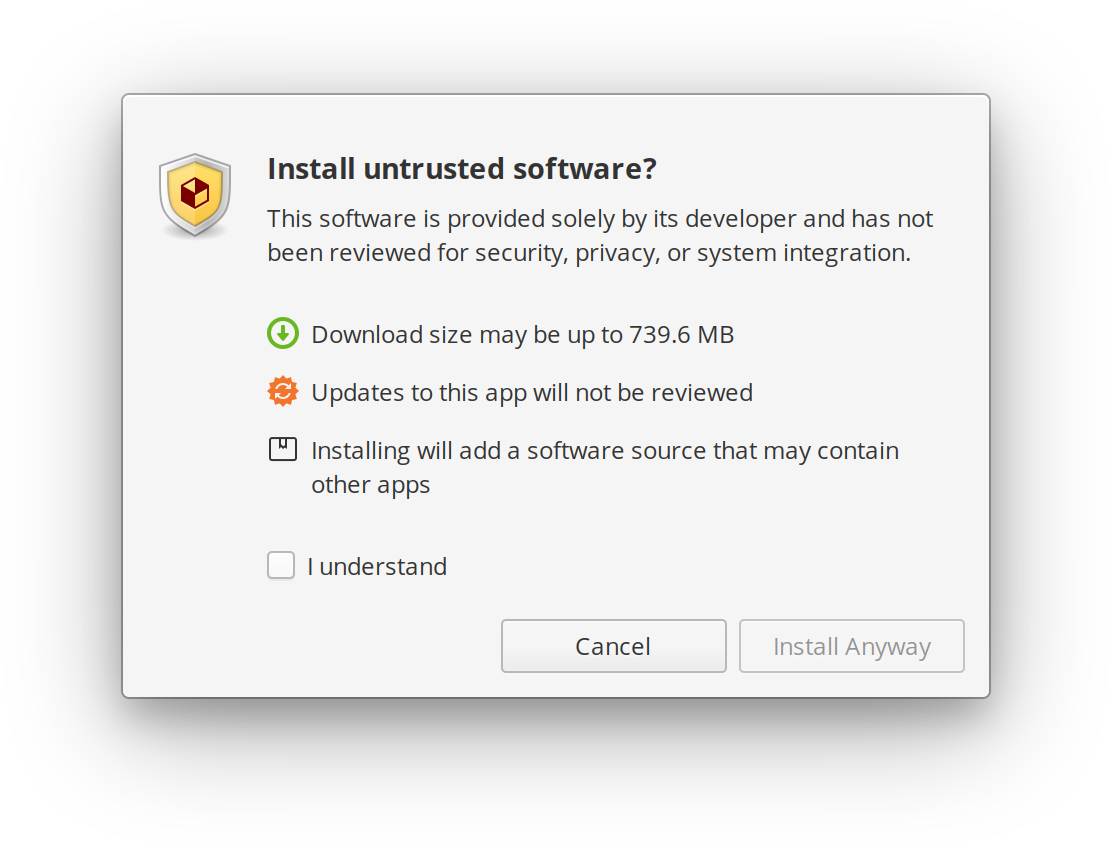 Install untrusted software?
This software is provided solely by its developer and has not
been reviewed for security, privacy, or system integration.
Download size may be up to 739.6 MB
Updates to this app will not be reviewed
Installing will add a software source that may contain
other apps
I understand
Cancel
Install Anyway